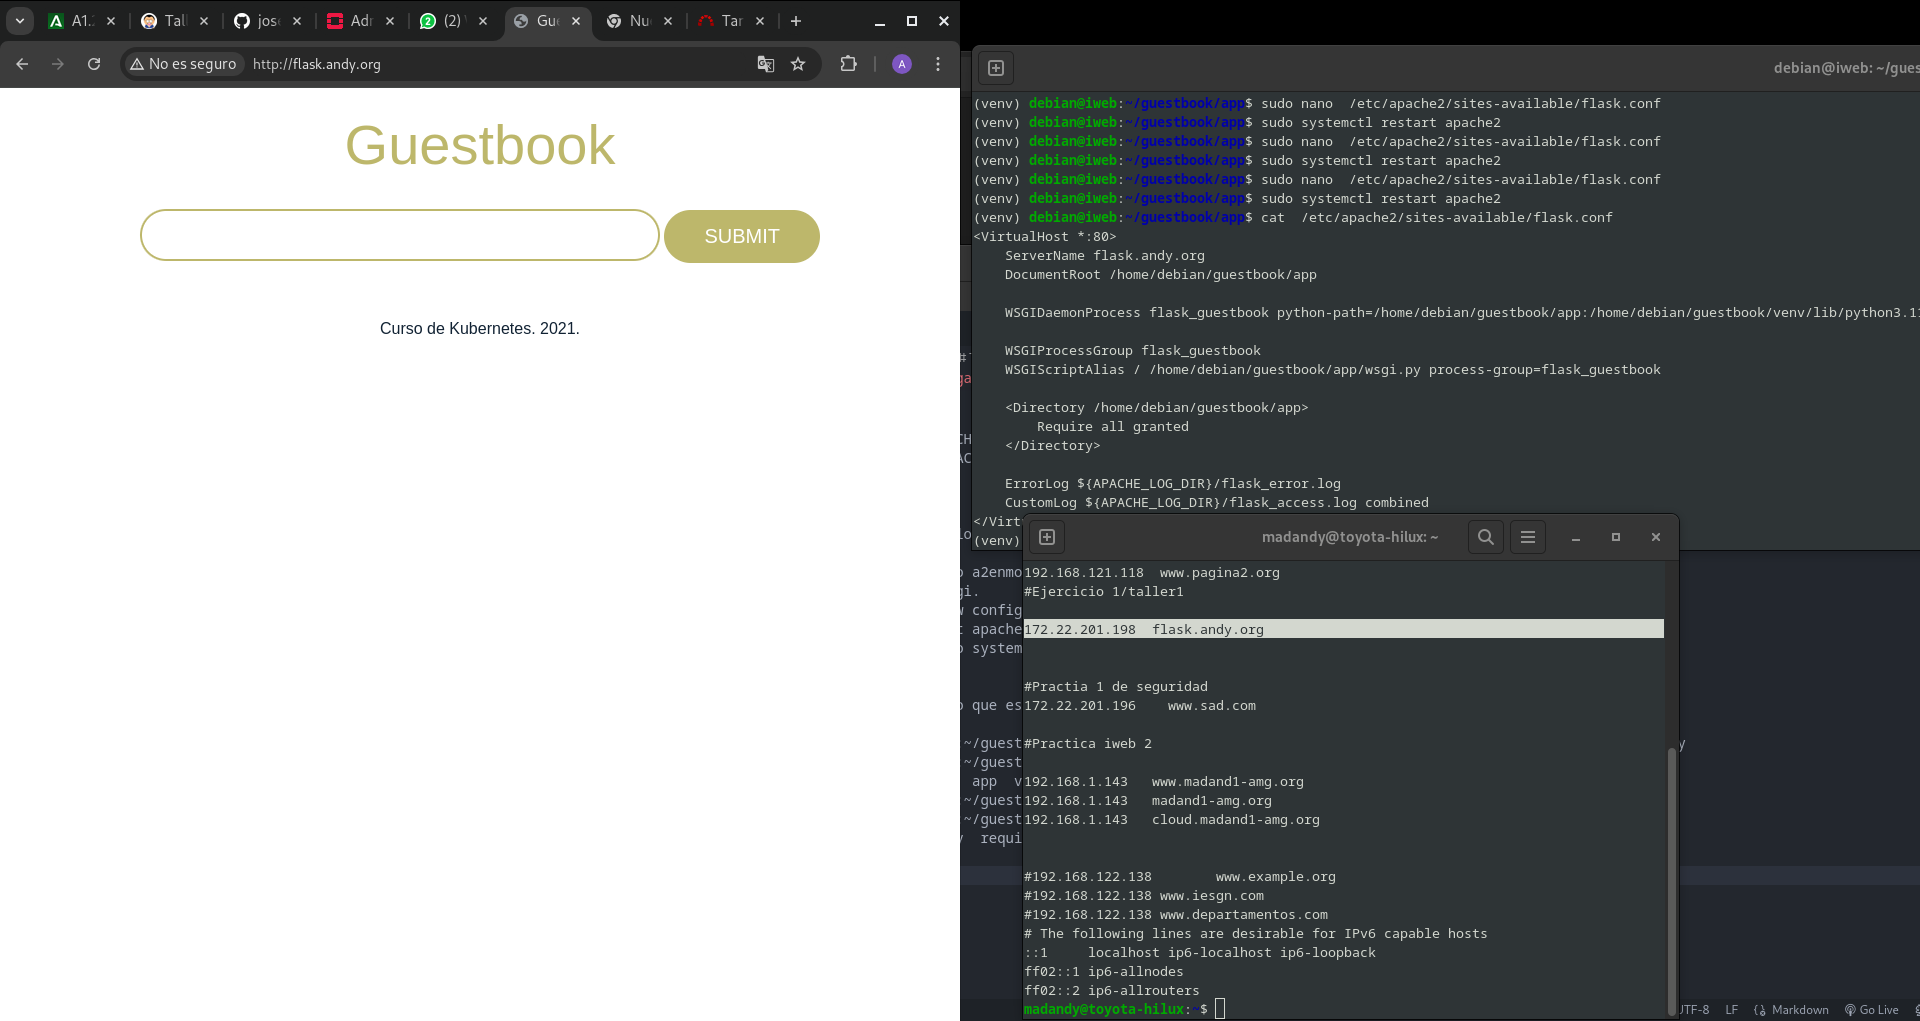 A1.
Tall
jose
Adr
(2)
Gue
Nu
Tar
No es seguro
http://flask.andy.org
A
Guestbook
SUBMIT
Curso de Kubernetes. 2021.
debian@iweb: ~/gues
(venv) debian@iweb:~/guestbook/app$ sudo nano  /etc/apache2/sites-available/flask.conf
(venv) debian@iweb:~/guestbook/app$ sudo systemctl restart apache2
(venv) debian@iweb:~/guestbook/app$ sudo nano  /etc/apache2/sites-available/flask.conf
(venv) debian@iweb:~/guestbook/app$ sudo systemctl restart apache2
(venv) debian@iweb:~/guestbook/app$ sudo nano  /etc/apache2/sites-available/flask.conf
(venv) debian@iweb:~/guestbook/app$ sudo systemctl restart apache2
(venv) debian@iweb:~/guestbook/app$ cat  /etc/apache2/sites-available/flask.conf
<VirtualHost *:80>
    ServerName flask.andy.org
    DocumentRoot /home/debian/guestbook/app

    WSGIDaemonProcess flask_guestbook python-path=/home/debian/guestbook/app:/home/debian/guestbook/venv/lib/python3.11

    WSGIProcessGroup flask_guestbook
    WSGIScriptAlias / /home/debian/guestbook/app/wsgi.py process-group=flask_guestbook

    <Directory /home/debian/guestbook/app>
        Require all granted
    </Directory>

    ErrorLog ${APACHE_LOG_DIR}/flask_error.log
    CustomLog ${APACHE_LOG_DIR}/flask_access.log combined
</Virt
(venv)
madandy@toyota-hilux: ~
192.168.121.118  www.pagina2.org
#Ejercicio 1/taller1

172.22.201.198  flask.andy.org

#Practia 1 de seguridad
172.22.201.196    www.sad.com

#Practica iweb 2

192.168.1.143   www.madand1-amg.org
192.168.1.143   madand1-amg.org
192.168.1.143   cloud.madand1-amg.org

#192.168.122.138        www.example.org
#192.168.122.138 www.iesgn.com
#192.168.122.138 www.departamentos.com
# The following lines are desirable for IPv6 capable hosts
::1     localhost ip6-localhost ip6-loopback
ff02::1 ip6-allnodes
ff02::2 ip6-allrouters
madandy@toyota-hilux:~$
a2enmo
gi.
config
apache
system
que es
~/guest
~/guest
app  v
~/guest
~/guest
requi
UTF-8
LF
Markdown
Go Live